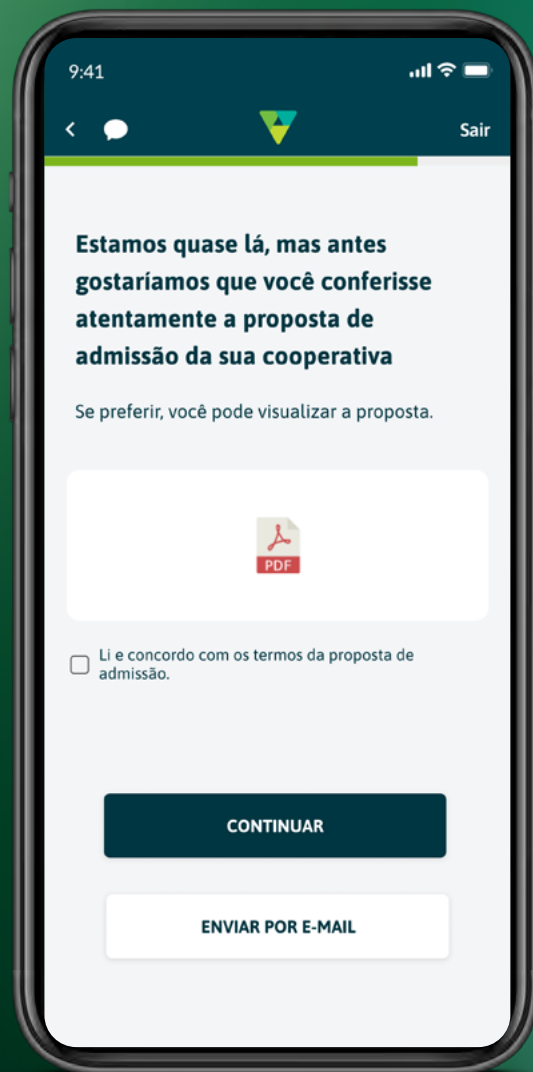 9:41
Sair
Estamos quase lá, mas antes
gostaríamos que você conferisse
atentamente a proposta de
admissão da sua cooperativa
Se preferir, você pode visualizar a proposta.
PDF
Li e concordo com os termos da proposta de
admissão.
CONTINUAR
ENVIAR POR E-MAIL